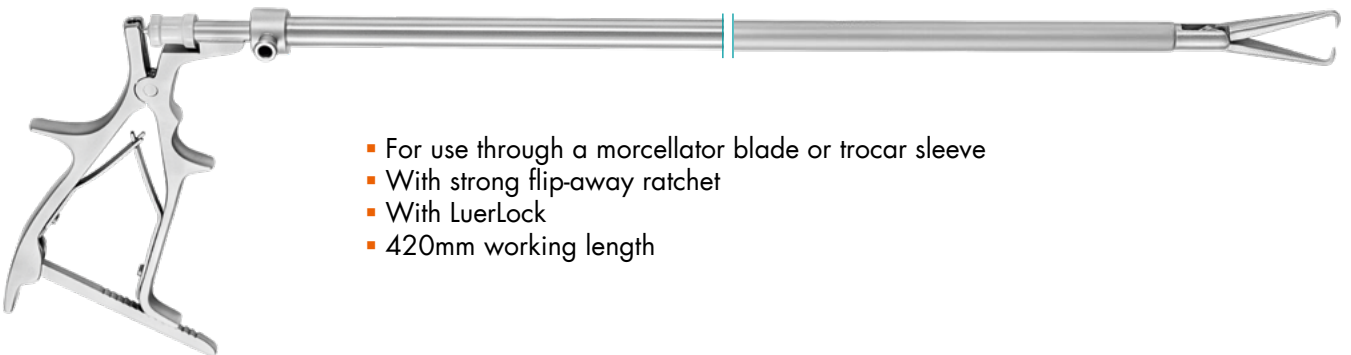 ▪ For use through a morcellator blade or trocar sleeve
▪ With strong flip-away ratchet
▪ With LuerLock
▪ 420mm working length